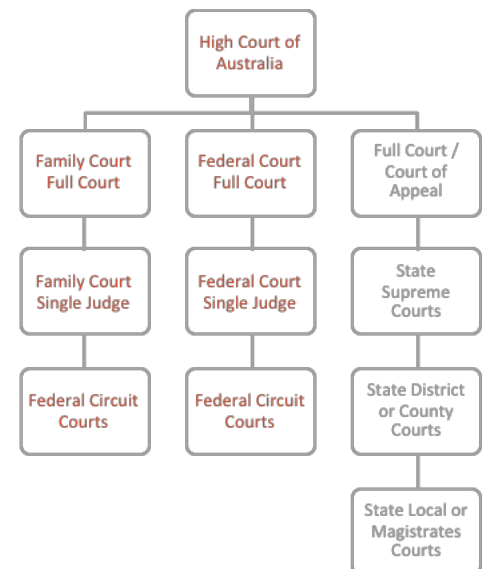 High Court of
Australia
Family Court
Full Court
Federal Court
Full Court
Full Court /
Court of
Appeal
Family Court
Single Judge
Federal Court
Single Judge
State
Supreme
Courts
Federal Circuit
Courts
Federal Circuit
Courts
State District
or County
Courts
State Local or
Magistrates
Courts